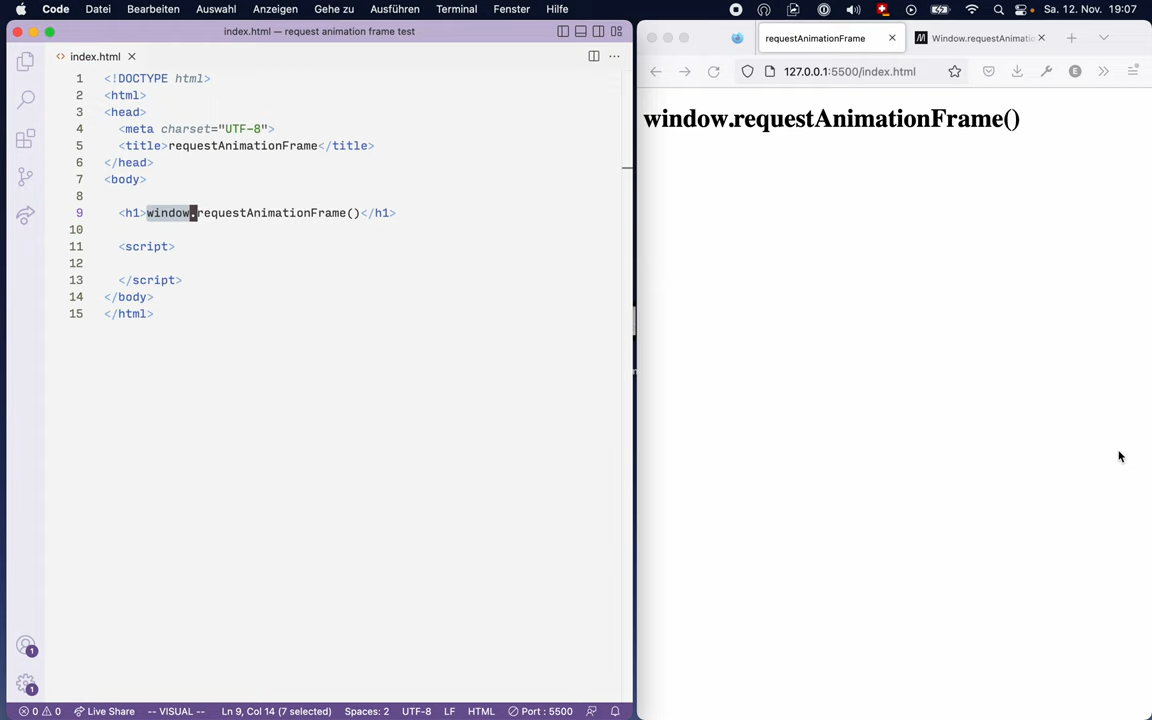 Code Datei Bearbeiten Auswahl Anzeigen Gehe zu Ausführen Terminal Fenster Hilfe Sa. 12. Nov. 19:07
index.html — request animation frame test
index.html
1 <!DOCTYPE html>
2 <html>
3 <head>
4 <meta charset="UTF-8">
5 <title>requestAnimationFrame</title>
6 </head>
7 <body>
8
9 <h1>window.requestAnimationFrame()</h1>
10
11 <script>
12
13 </script>
14 </body>
15 </html>
1
1
0 0 Live Share -- VISUAL -- Ln 9, Col 14 (7 selected) Spaces: 2 UTF-8 LF HTML Port : 5500
requestAnimationFrame Window.requestAnimatio
127.0.0.1:5500/index.html E
window.requestAnimationFrame()